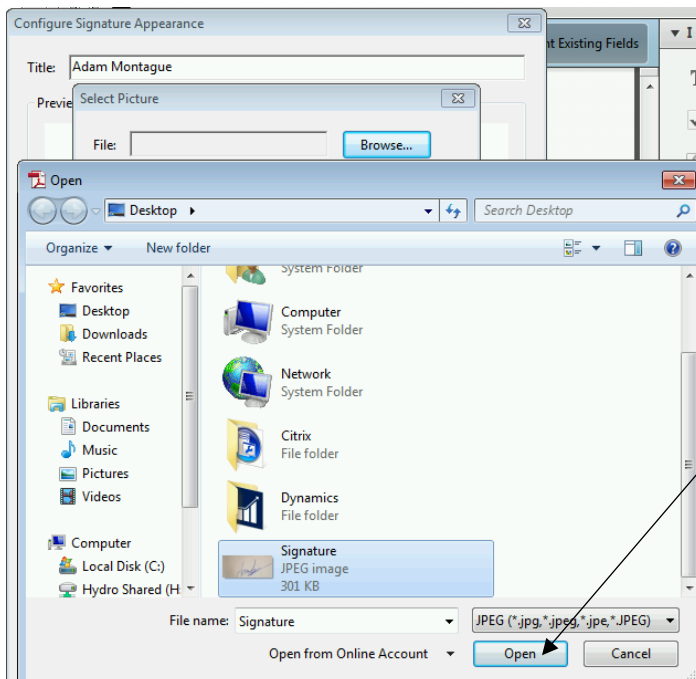 Configure Signature Appearance
nt Existing Fields
Title: Adam Montague
Previe
Select Picture
File: Browse...
Open
Desktop
Search Desktop
Organize
New folder
Favorites
Desktop
Downloads
Recent Places
Libraries
Documents
Music
Pictures
Videos
Computer
Local Disk (C:)
Hydro Shared (H:
System Folder
Computer
System Folder
Network
System Folder
Citrix
File folder
Dynamics
File folder
Signature
JPEG image
301 KB
File name: Signature
JPEG (*.jpg,*.jpeg,*.jpe,*.JPEG)
Open from Online Account
Open
Cancel